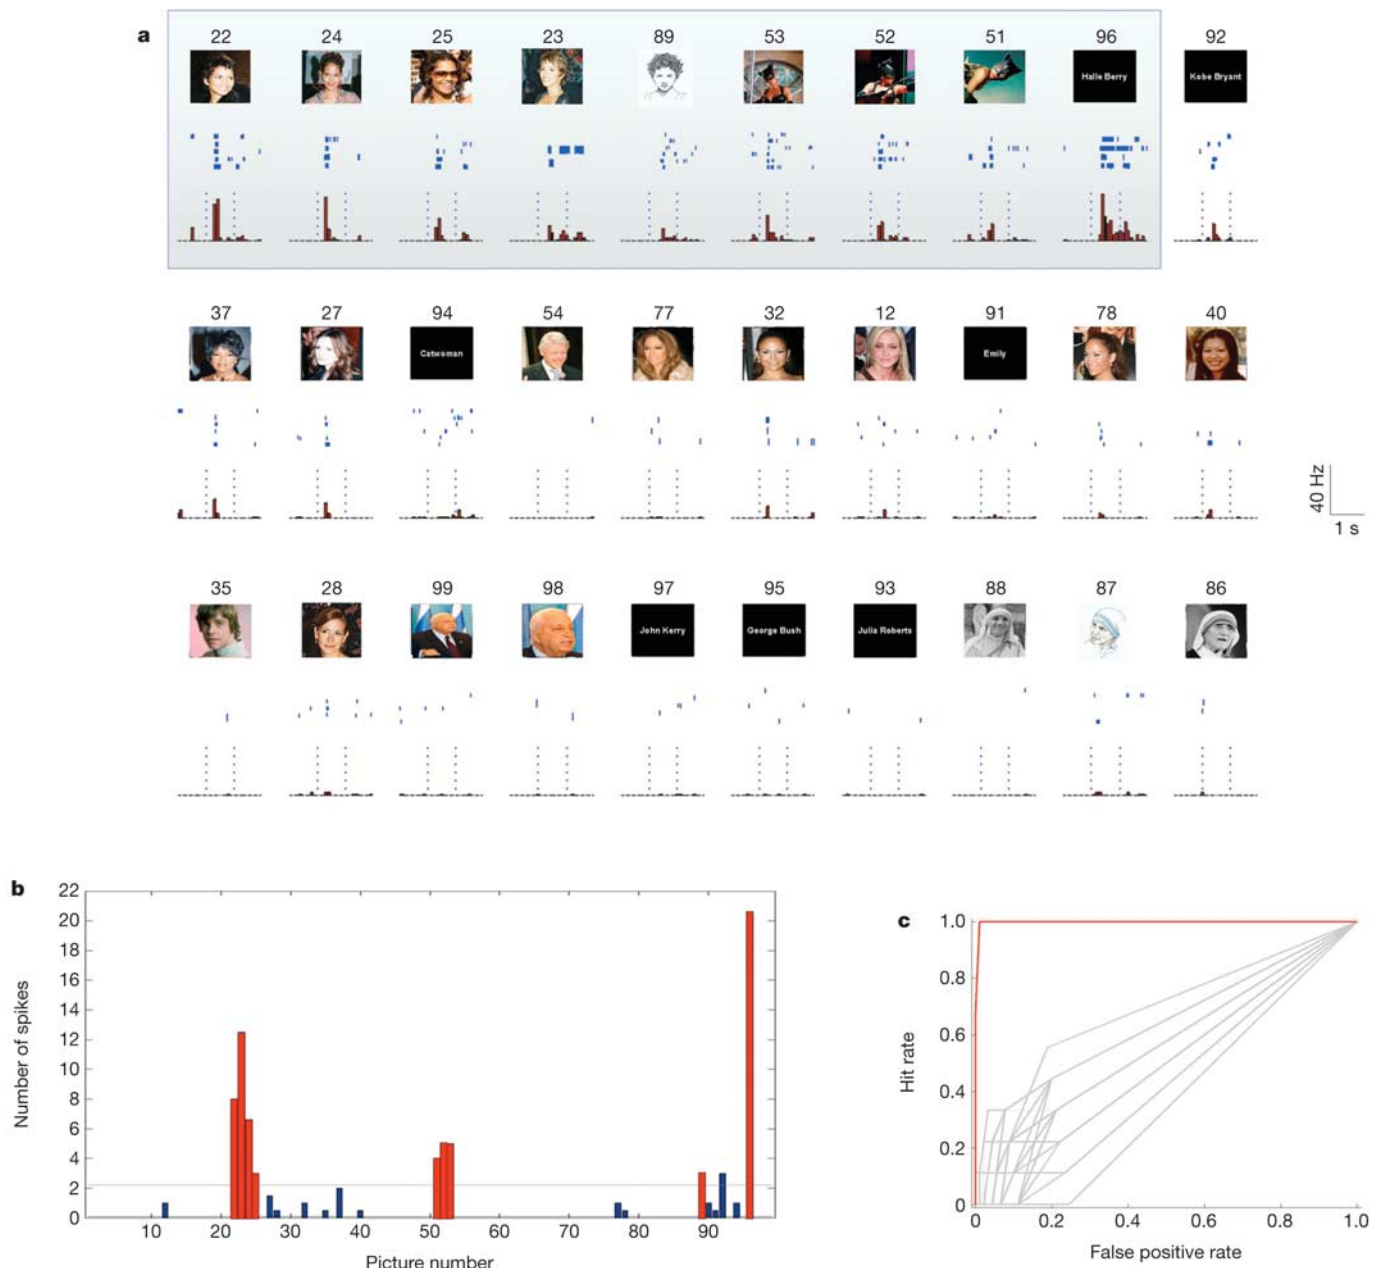 a
22 24 25 23 89 53 52 51 96 92
Halle Berry Kobe Bryant
37 27 94 54 77 32 12 91 78 40
Catwoman Emily
40 Hz
1 s
35 28 99 98 97 95 93 88 87 86
John Kerry George Bush Julia Roberts
b
22
20
18
16
14
12
10
8
6
4
2
0
Number of spikes
10 20 30 40 50 60 70 80 90
Picture number
c
1.0
0.8
0.6
0.4
0.2
0
Hit rate
0 0.2 0.4 0.6 0.8 1.0
False positive rate